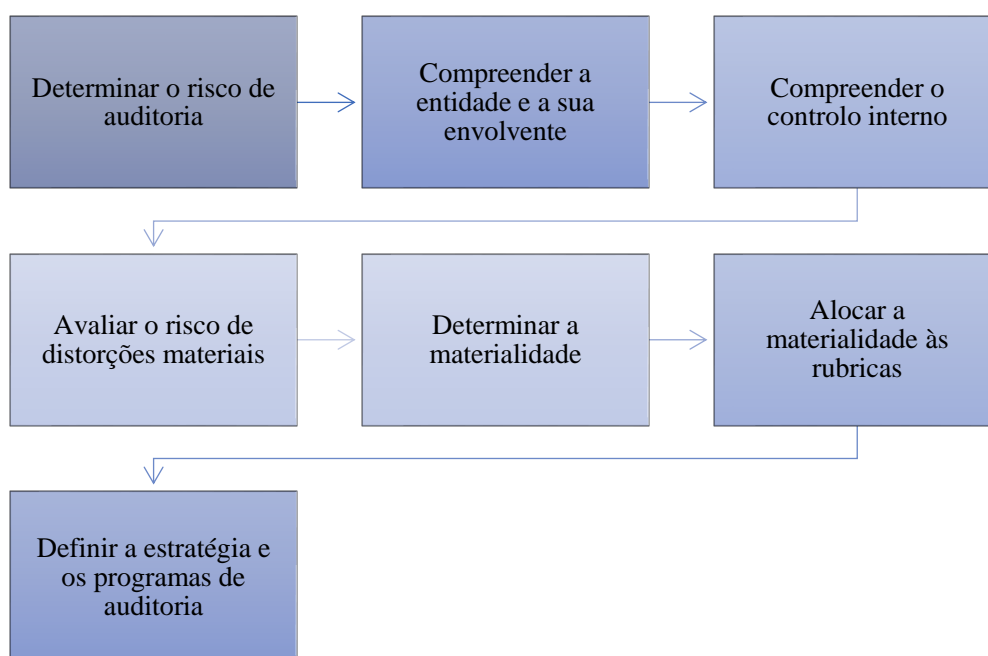 Determinar o risco de
auditoria
Compreender a
entidade e a sua
envolvente
Compreender o
controlo interno
Avaliar o risco de
distorções materiais
Determinar a
materialidade
Alocar a
materialidade às
rubricas
Definir a estratégia e
os programas de
auditoria